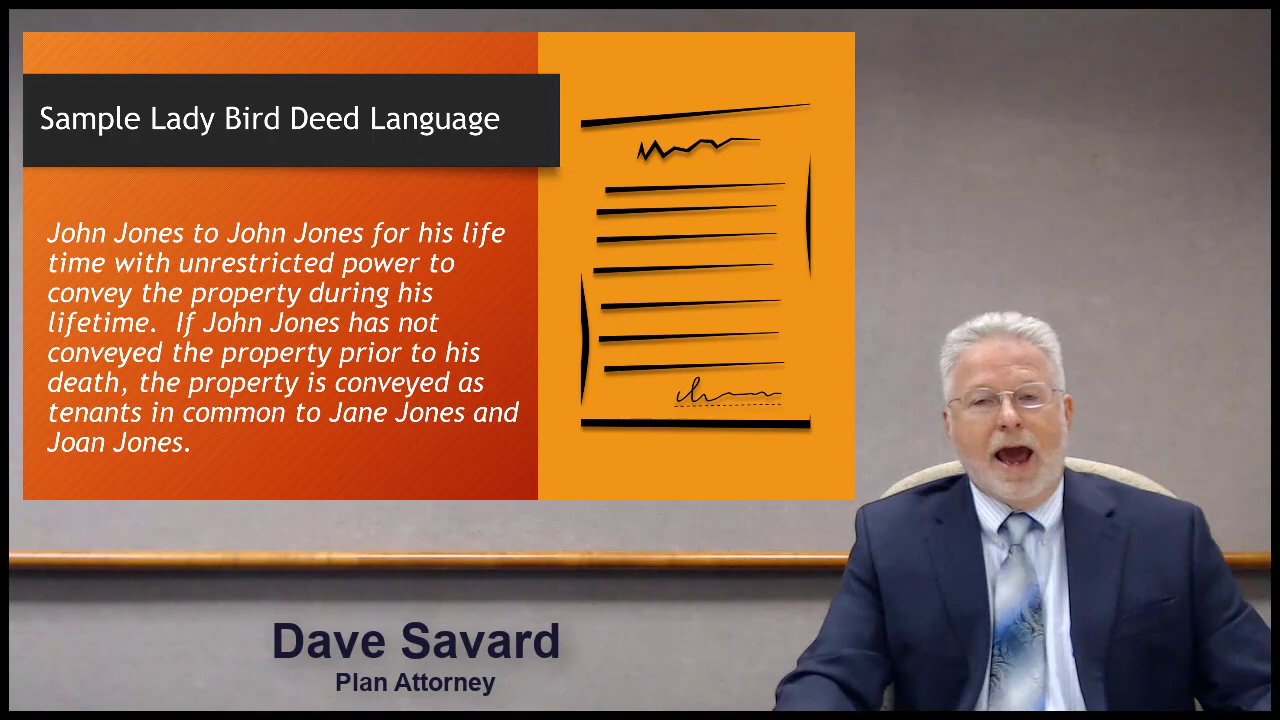 Sample Lady Bird Deed Language
John Jones to John Jones for his life
time with unrestricted power to
convey the property during his
lifetime.  If John Jones has not
conveyed the property prior to his
death, the property is conveyed as
tenants in common to Jane Jones and
Joan Jones.
Dave Savard
Plan Attorney